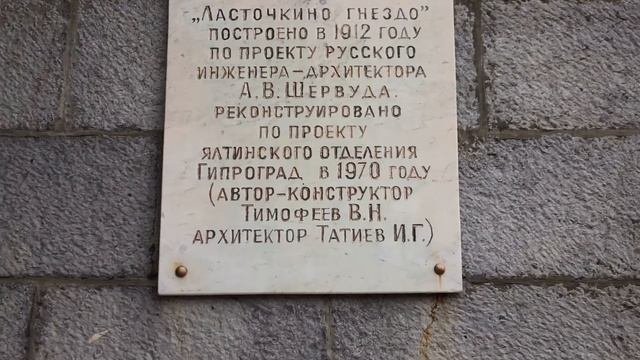 „Ласточкино гнездо"
построено в 1912 году
по проекту русского
инженера-архитектора
А.В.Шервуда.
реконструировано
по проекту
ялтинского отделения
Гипроград в 1970 году
(автор-конструктор
Тимофеев В.Н.
архитектор Татиев И.Г.)